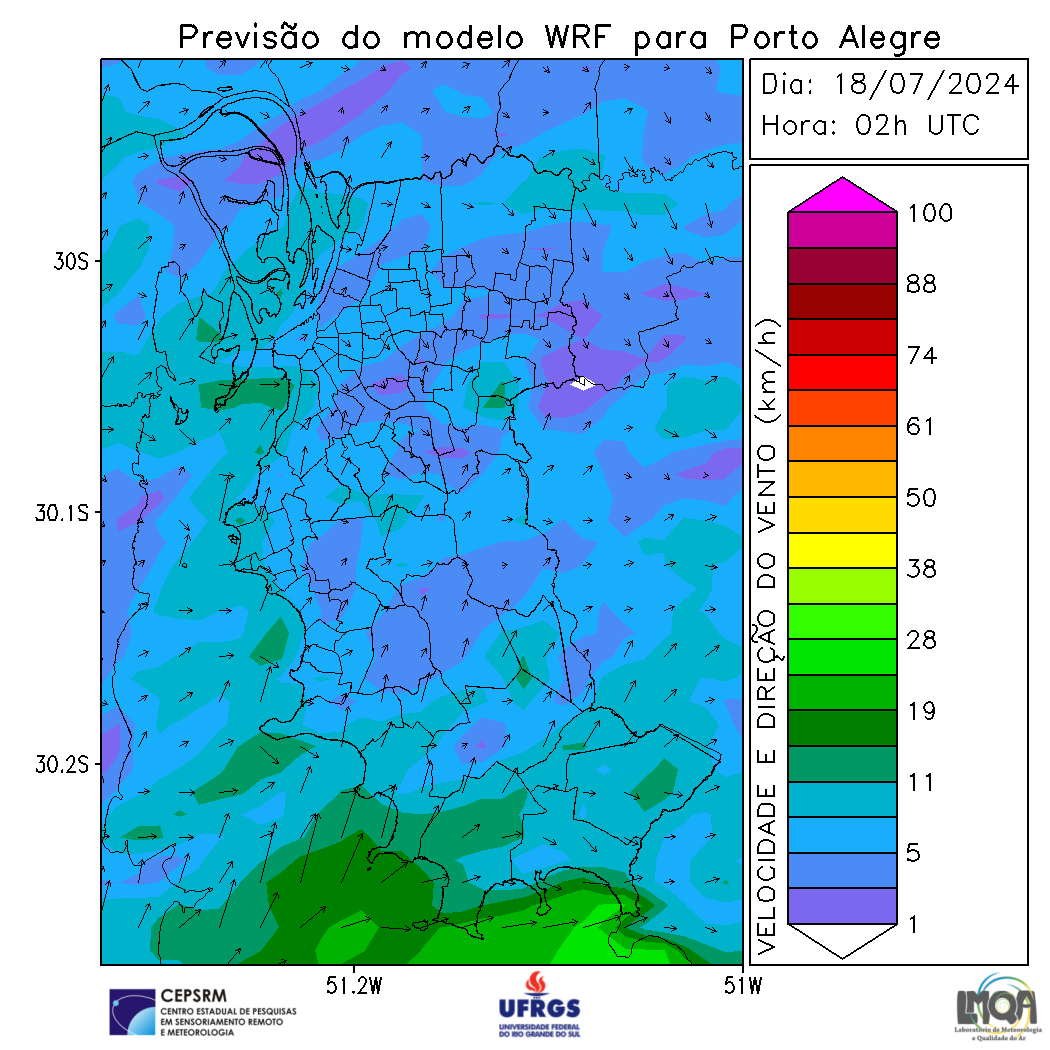 Previsão do modelo WRF para Porto Alegre
Dia: 18/07/2024
Hora: 02h UTC
30S
30.1S
30.2S
51.2W
51W
VELOCIDADE E DIREÇÃO DO VENTO (km/h)
100
88
74
61
50
38
28
19
11
5
1
CEPSRM
CENTRO ESTADUAL DE PESQUISAS
EM SENSORIAMENTO REMOTO
E METEOROLOGIA
UFRGS
UNIVERSIDADE FEDERAL
DO RIO GRANDE DO SUL
LMQA
Laboratório de Meteorologia
e Qualidade do Ar